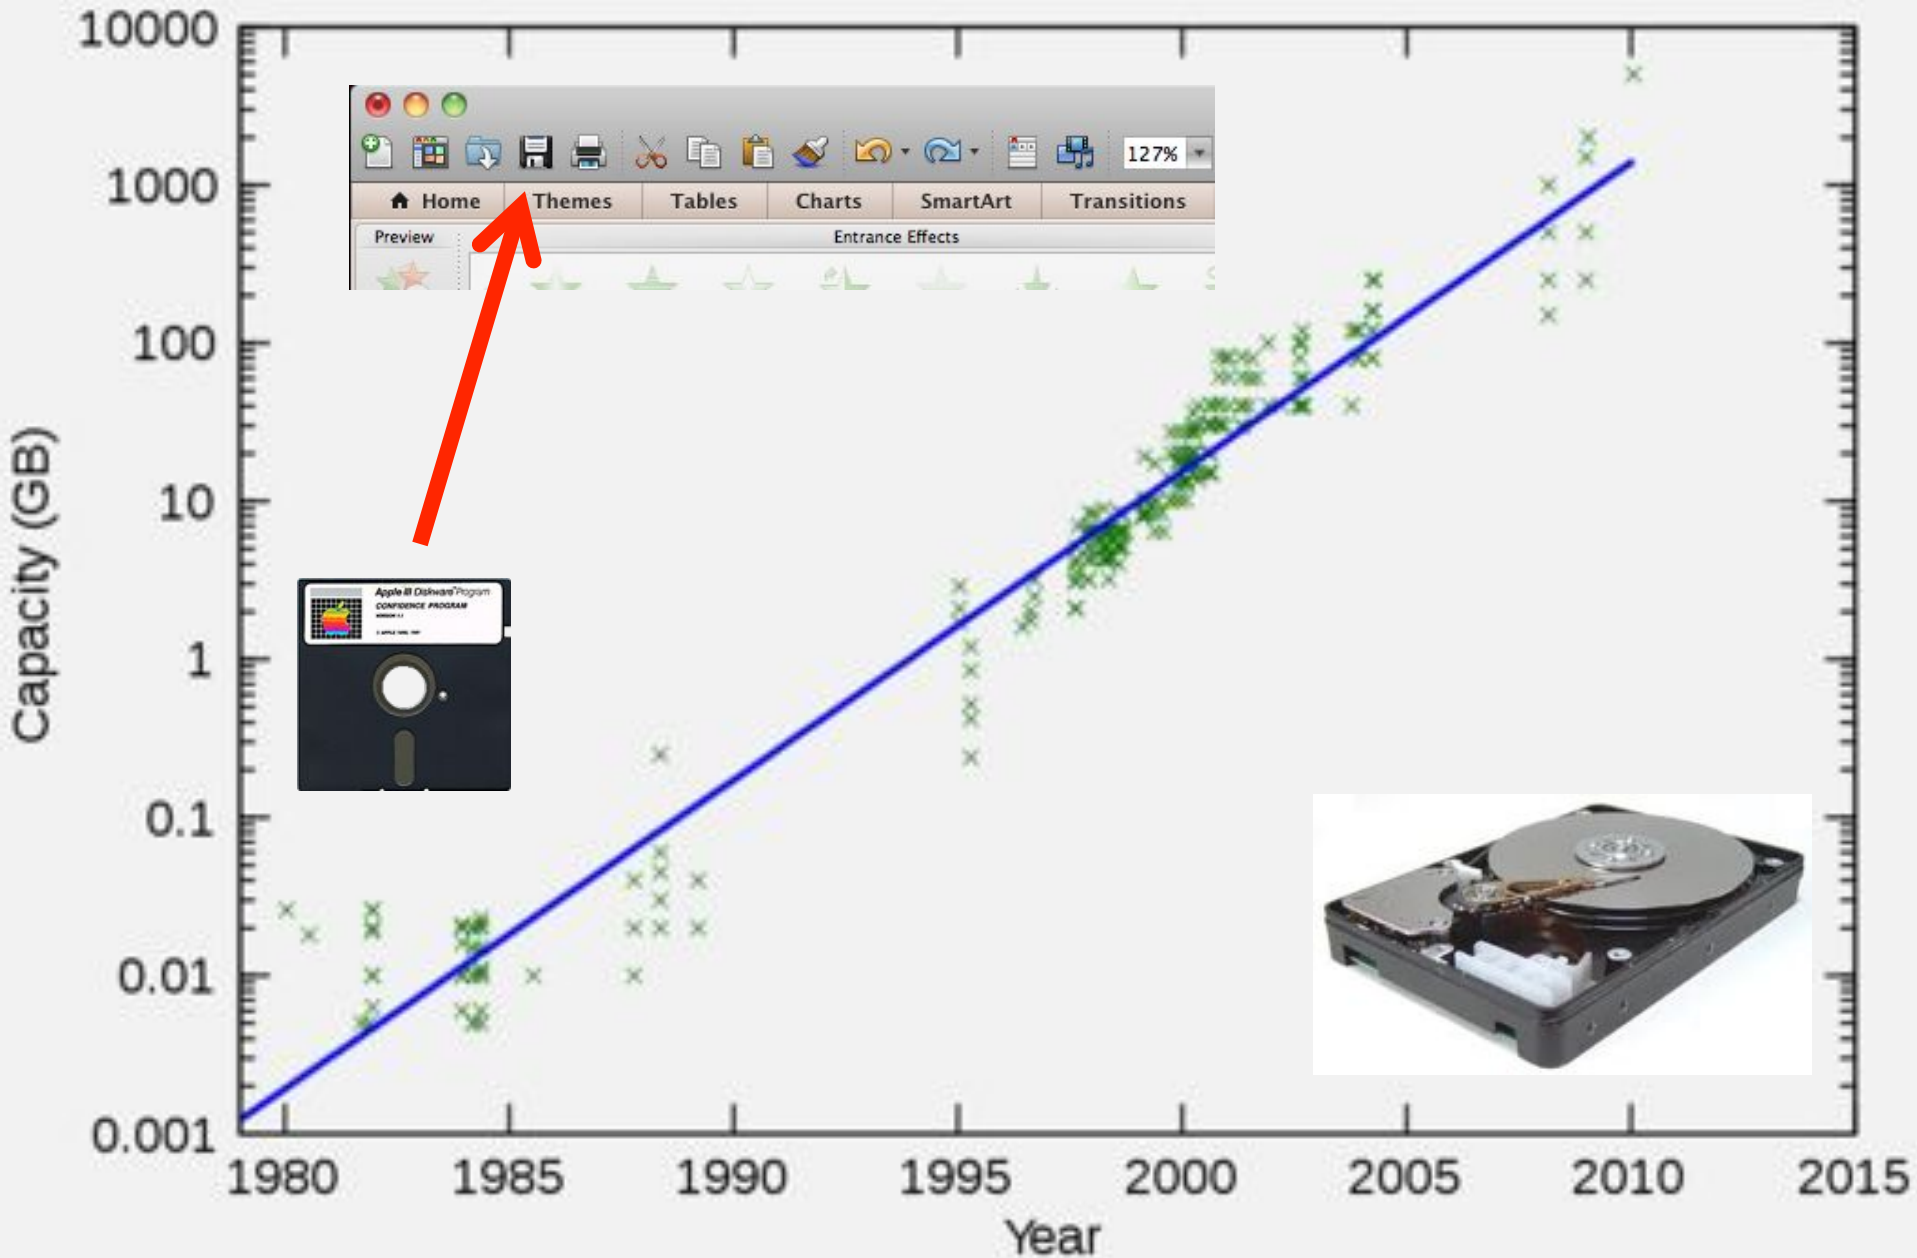 10000
1000
100
10
1
0.1
0.01
0.001
Capacity (GB)
127%
Home Themes Tables Charts SmartArt Transitions
Preview Entrance Effects
Apple III Diskware Program
CONFIDENCE PROGRAM
1980 1985 1990 1995 2000 2005 2010 2015
Year